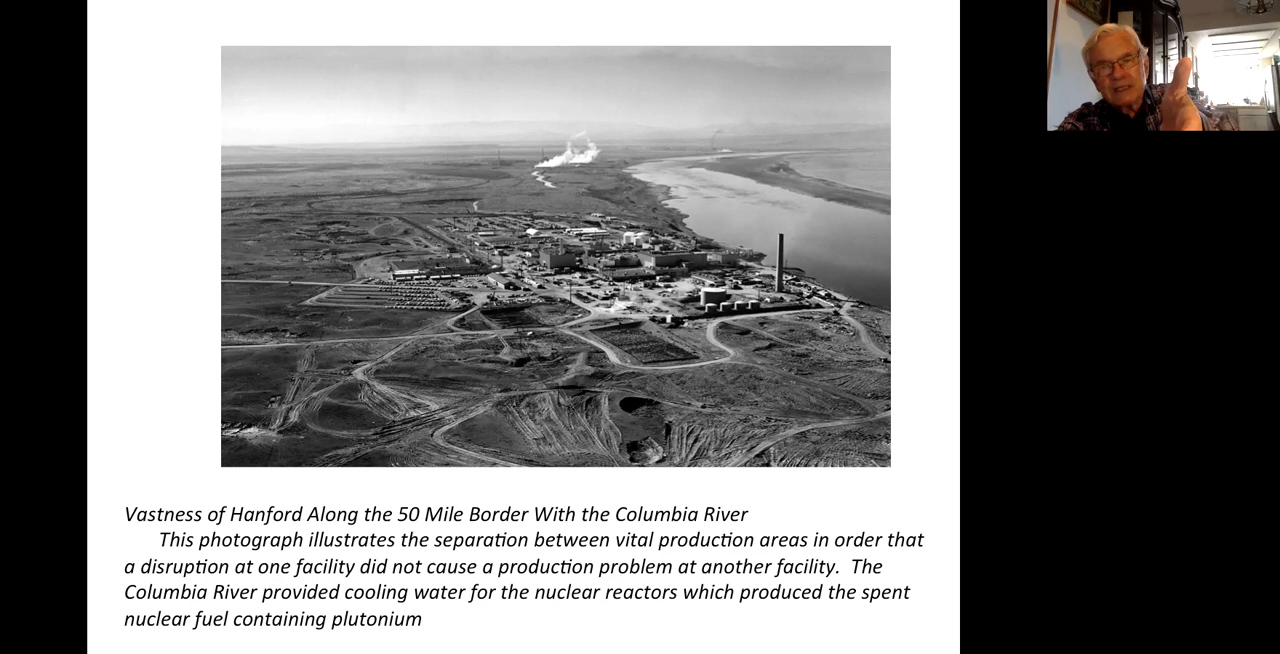 Vastness of Hanford Along the 50 Mile Border With the Columbia River
This photograph illustrates the separation between vital production areas in order that
a disruption at one facility did not cause a production problem at another facility. The
Columbia River provided cooling water for the nuclear reactors which produced the spent
nuclear fuel containing plutonium